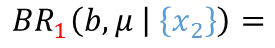 BR₁(b, μ | {x₂}) =